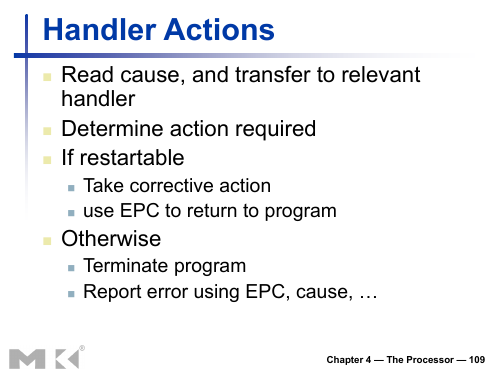 Handler Actions
Read cause, and transfer to relevant
handler
Determine action required
If restartable
Take corrective action
use EPC to return to program
Otherwise
Terminate program
Report error using EPC, cause, …
MK®
Chapter 4 — The Processor — 109